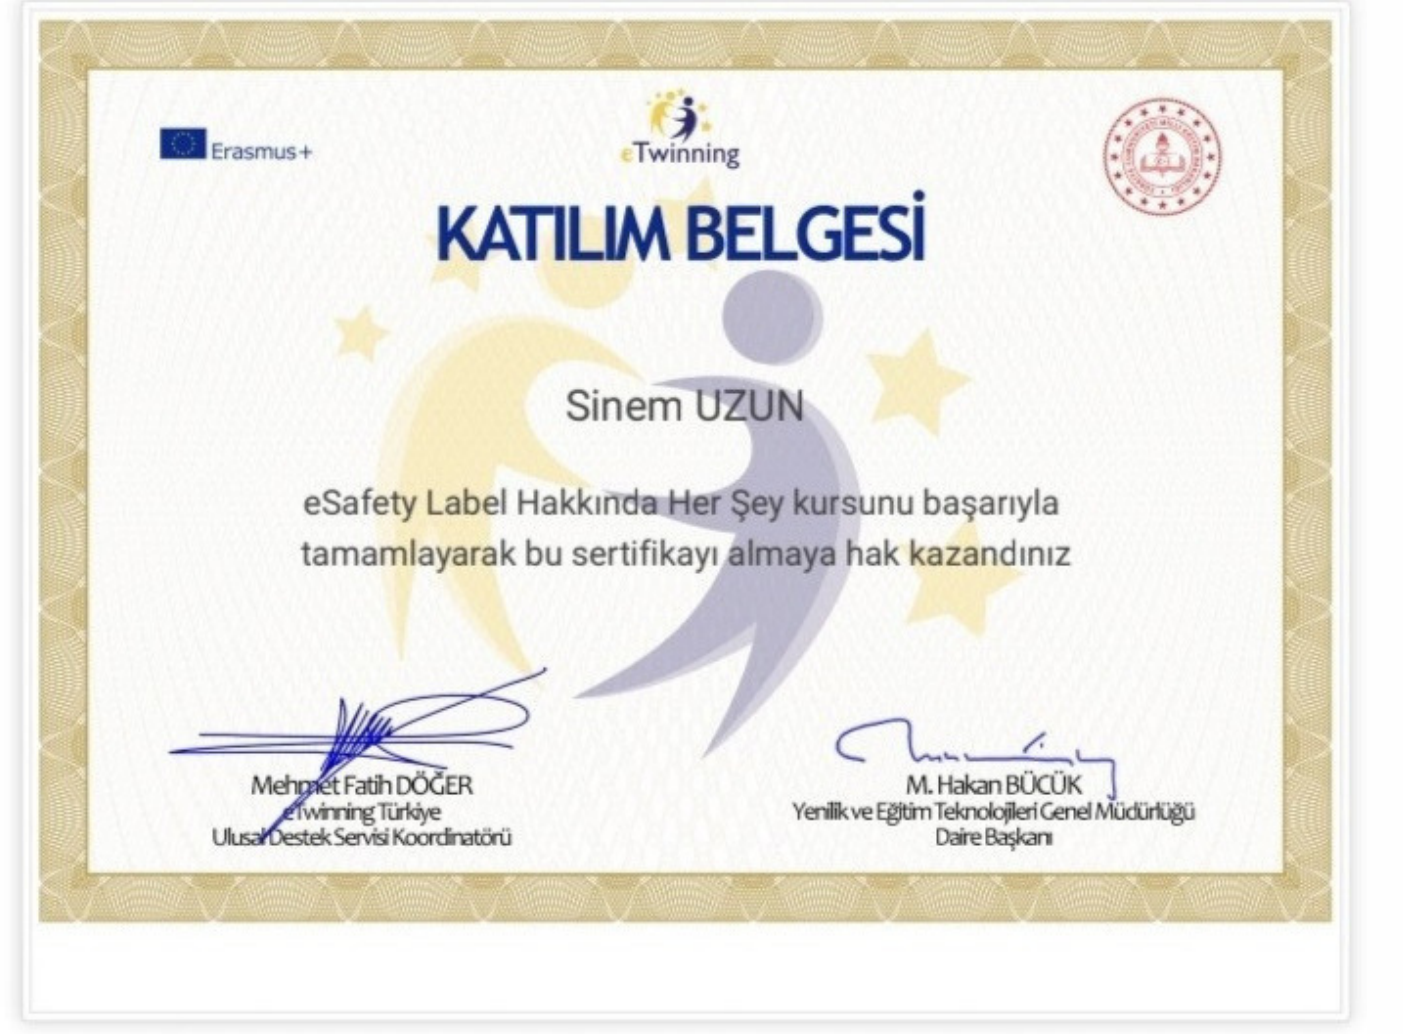 Erasmus+
eTwinning
KATILIM BELGESİ
Sinem UZUN
eSafety Label Hakkında Her Şey kursunu başarıyla
tamamlayarak bu sertifikayı almaya hak kazandınız
Mehmet Fatih DÖĞER
eTwinning Türkiye
Ulusal Destek Servisi Koordinatörü
M. Hakan BÜCÜK
Yenilik ve Eğitim Teknolojileri Genel Müdürlüğü
Daire Başkanı